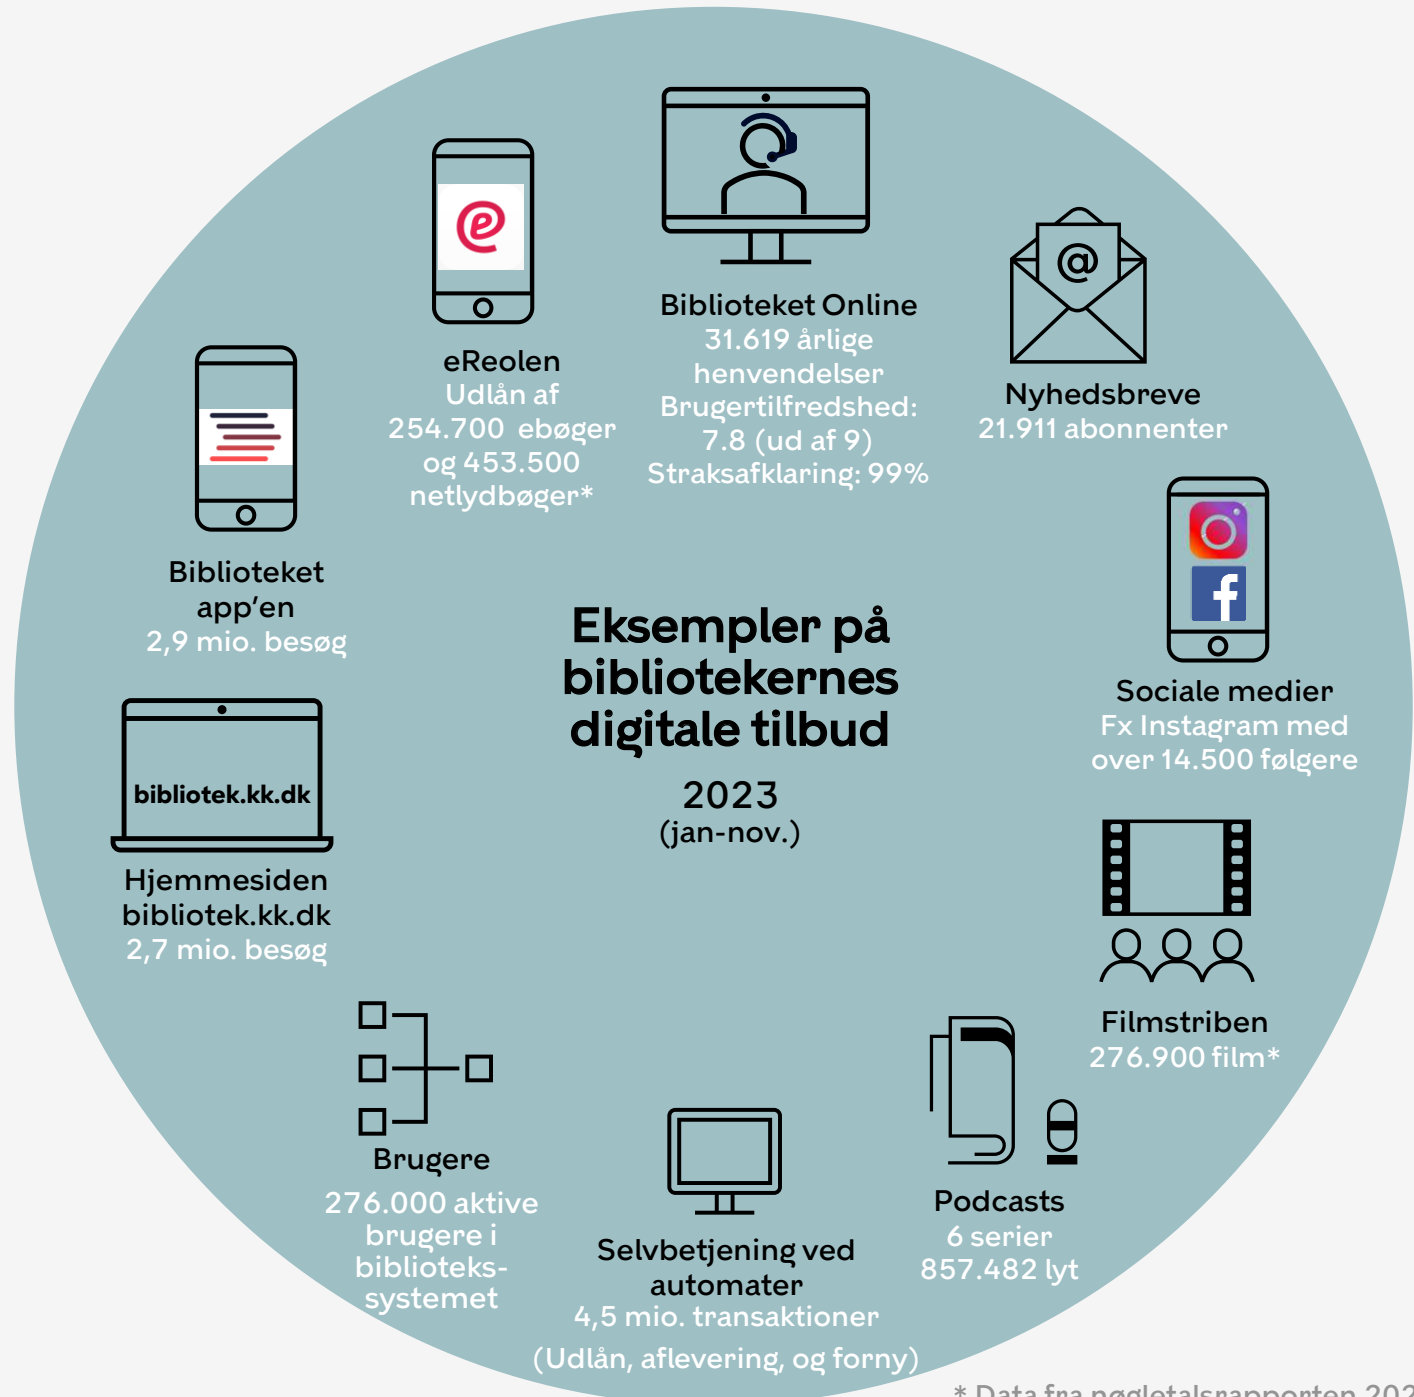 Eksempler på
bibliotekernes
digitale tilbud
2023
(jan-nov.)
Biblioteket Online
31.619 årlige
henvendelser
Brugertilfredshed:
7.8 (ud af 9)
Straksafklaring: 99%
Nyhedsbreve
21.911 abonnenter
Sociale medier
Fx Instagram med
over 14.500 følgere
Filmstriben
276.900 film*
Podcasts
6 serier
857.482 lyt
Selvbetjening ved
automater
4,5 mio. transaktioner
(Udlån, aflevering, og forny)
Brugere
276.000 aktive
brugere i
biblioteks-
systemet
bibliotek.kk.dk
Hjemmesiden
bibliotek.kk.dk
2,7 mio. besøg
Biblioteket
app'en
2,9 mio. besøg
eReolen
Udlån af
254.700 ebøger
og 453.500
netlydbøger*
* Data fra nøgletalsrapporten